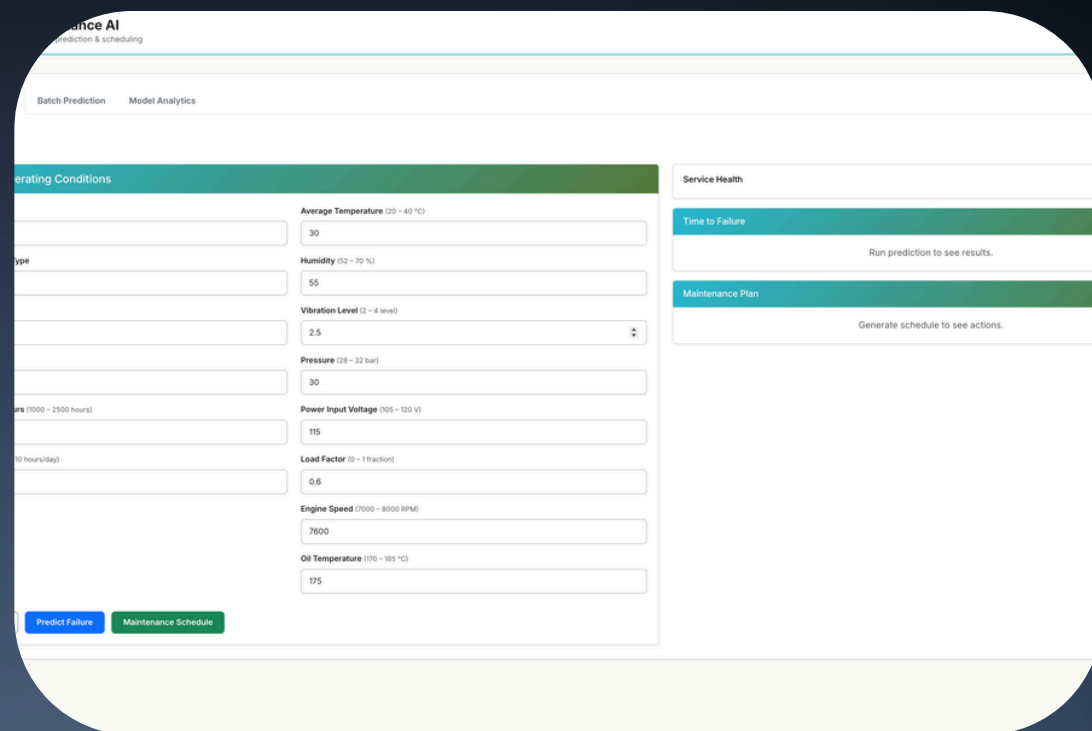 ance AI
prediction & scheduling
Batch Prediction Model Analytics
erating Conditions
Average Temperature (20 – 40 °C)
30
ype
Humidity (52 – 70 %)
55
Vibration Level (2 – 4 level)
2.5
Pressure (28 – 32 bar)
30
urs (1000 – 2500 hours)
Power Input Voltage (105 – 120 V)
115
10 hours/day)
Load Factor (0 – 1 fraction)
0.6
Engine Speed (7000 – 8000 RPM)
7600
Oil Temperature (170 – 185 °C)
175
Predict Failure Maintenance Schedule
Service Health
Time to Failure
Run prediction to see results.
Maintenance Plan
Generate schedule to see actions.